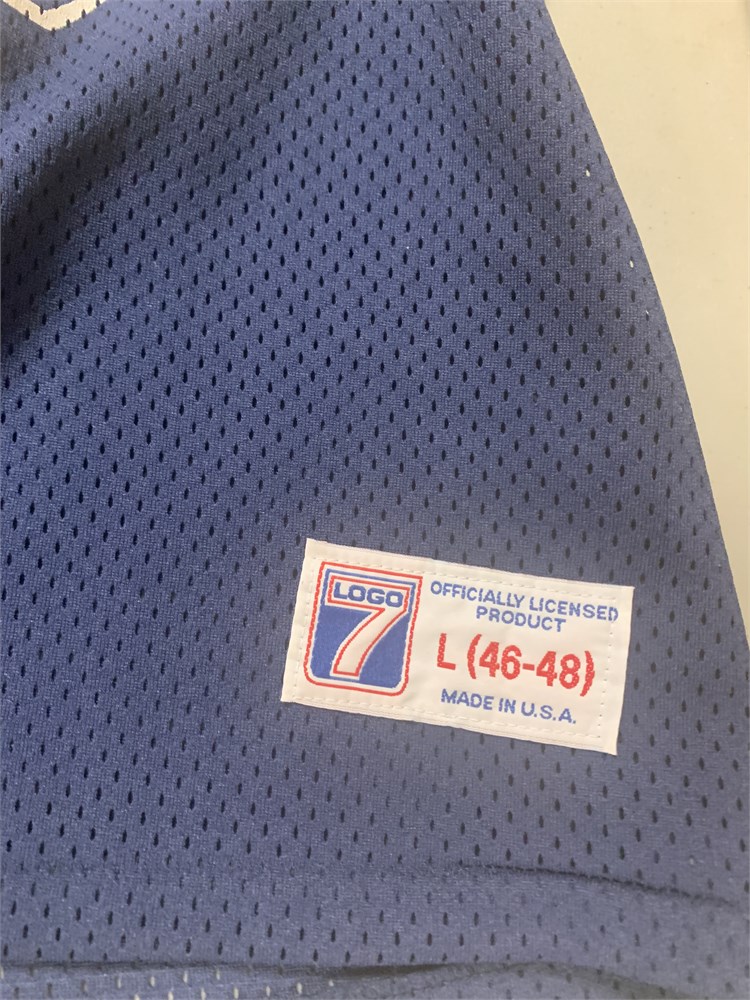 LOGO
7
OFFICIALLY LICENSED
PRODUCT
L (46-48)
MADE IN U.S.A.